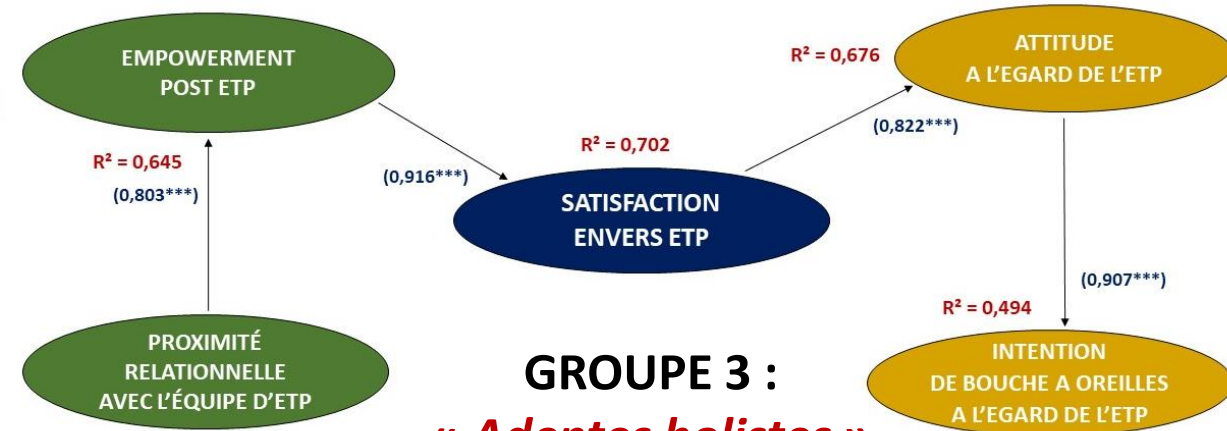 EMPOWERMENT
POST ETP
R² = 0,645
(0,803***)
PROXIMITÉ
RELATIONNELLE
AVEC L'ÉQUIPE D'ETP
(0,916***)
R² = 0,702
SATISFACTION
ENVERS ETP
R² = 0,676
(0,822***)
ATTITUDE
A L'EGARD DE L'ETP
(0,907***)
R² = 0,494
INTENTION
DE BOUCHE A OREILLES
A L'EGARD DE L'ETP
GROUPE 3 :
« Adeptes holistes »